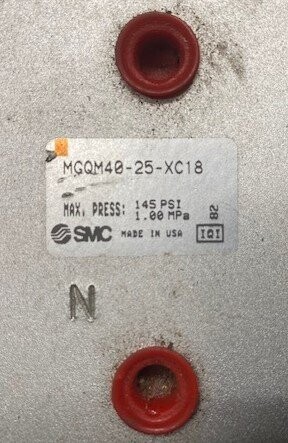 MGQM40-25-XC18
MAX. PRESS: 145 PSI
1.00 MPa
82
SMC MADE IN USA IQI
N